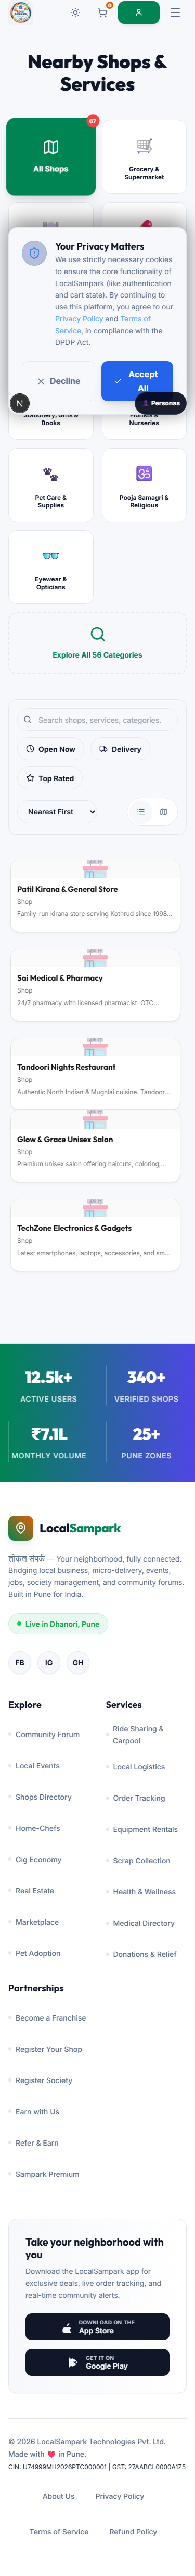 0
Nearby Shops &
Services
87
All Shops
Grocery &
Supermarket
Your Privacy Matters
We use strictly necessary cookies
to ensure the core functionality of
LocalSampark (like authentication
and cart state). By continuing to
use this platform, you agree to our
Privacy Policy and Terms of
Service, in compliance with the
DPDP Act.
Decline
Accept
All
N
Personas
Stationery, Gifts &
Books
Florists &
Nurseries
Pet Care &
Supplies
Pooja Samagri &
Religious
Eyewear &
Opticians
Explore All 56 Categories
Search shops, services, categories.
Open Now
Delivery
Top Rated
Nearest First
Patil Kirana & General Store
Shop
Family-run kirana store serving Kothrud since 1998...
Sai Medical & Pharmacy
Shop
24/7 pharmacy with licensed pharmacist. OTC...
Tandoori Nights Restaurant
Shop
Authentic North Indian & Mughlai cuisine. Tandoor...
Glow & Grace Unisex Salon
Shop
Premium unisex salon offering haircuts, coloring,...
TechZone Electronics & Gadgets
Shop
Latest smartphones, laptops, accessories, and sm...
12.5k+
340+
ACTIVE USERS
VERIFIED SHOPS
₹7.1L
25+
MONTHLY VOLUME
PUNE ZONES
LocalSampark
लोकल संपर्क — Your neighborhood, fully connected.
Bridging local business, micro-delivery, events,
jobs, society management, and community forums.
Built in Pune for India.
Live in Dhanori, Pune
FB
IG
GH
Explore
Community Forum
Local Events
Shops Directory
Home-Chefs
Gig Economy
Real Estate
Marketplace
Pet Adoption
Services
Ride Sharing &
Carpool
Local Logistics
Order Tracking
Equipment Rentals
Scrap Collection
Health & Wellness
Medical Directory
Donations & Relief
Partnerships
Become a Franchise
Register Your Shop
Register Society
Earn with Us
Refer & Earn
Sampark Premium
Take your neighborhood with
you
Download the LocalSampark app for
exclusive deals, live order tracking, and
real-time community alerts.
DOWNLOAD ON THE
App Store
GET IT ON
Google Play
© 2026 LocalSampark Technologies Pvt. Ltd.
Made with ❤️ in Pune.
CIN: U74999MH2026PTC000001 | GST: 27AABCL0000A1Z5
About Us
Privacy Policy
Terms of Service
Refund Policy